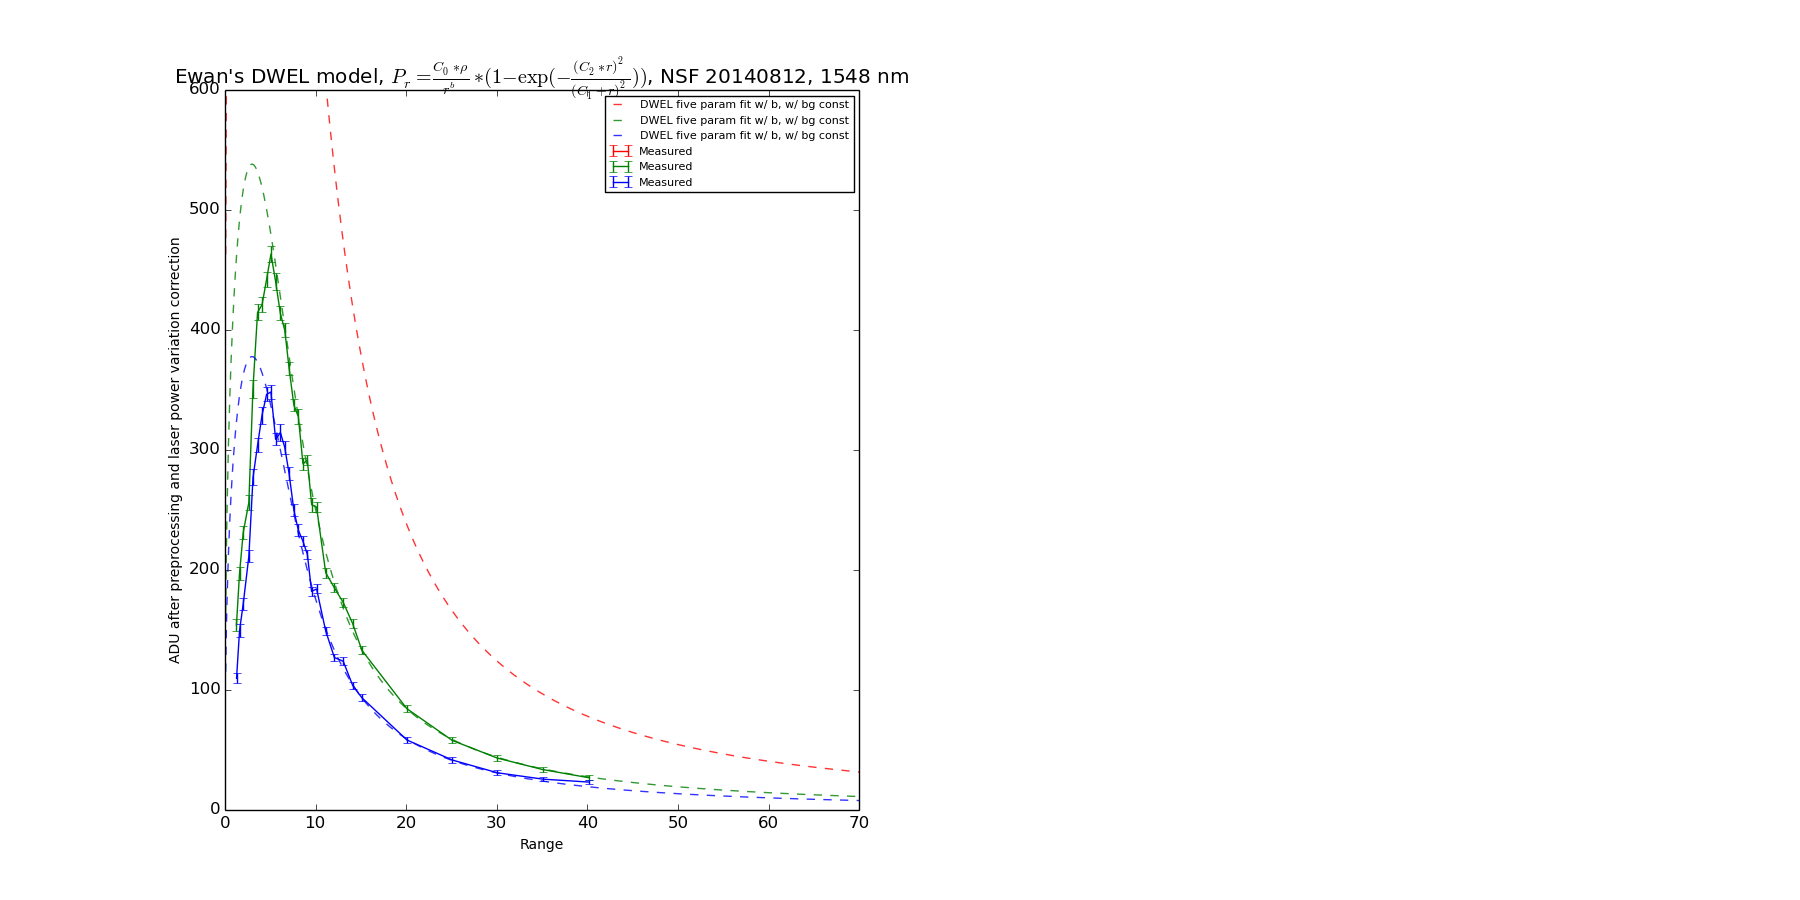 Ewan's DWEL model, $P_r = \frac{C_0 * \rho}{r^b} * (1 - \exp(-\frac{(C_2 * r)^2}{(C_1 + r)^2}))$, NSF 20140812, 1548 nm
600
500
400
300
200
100
0
ADU after preprocessing and laser power variation correction
DWEL five param fit w/ b, w/ bg const
DWEL five param fit w/ b, w/ bg const
DWEL five param fit w/ b, w/ bg const
Measured
Measured
Measured
0 10 20 30 40 50 60 70
Range